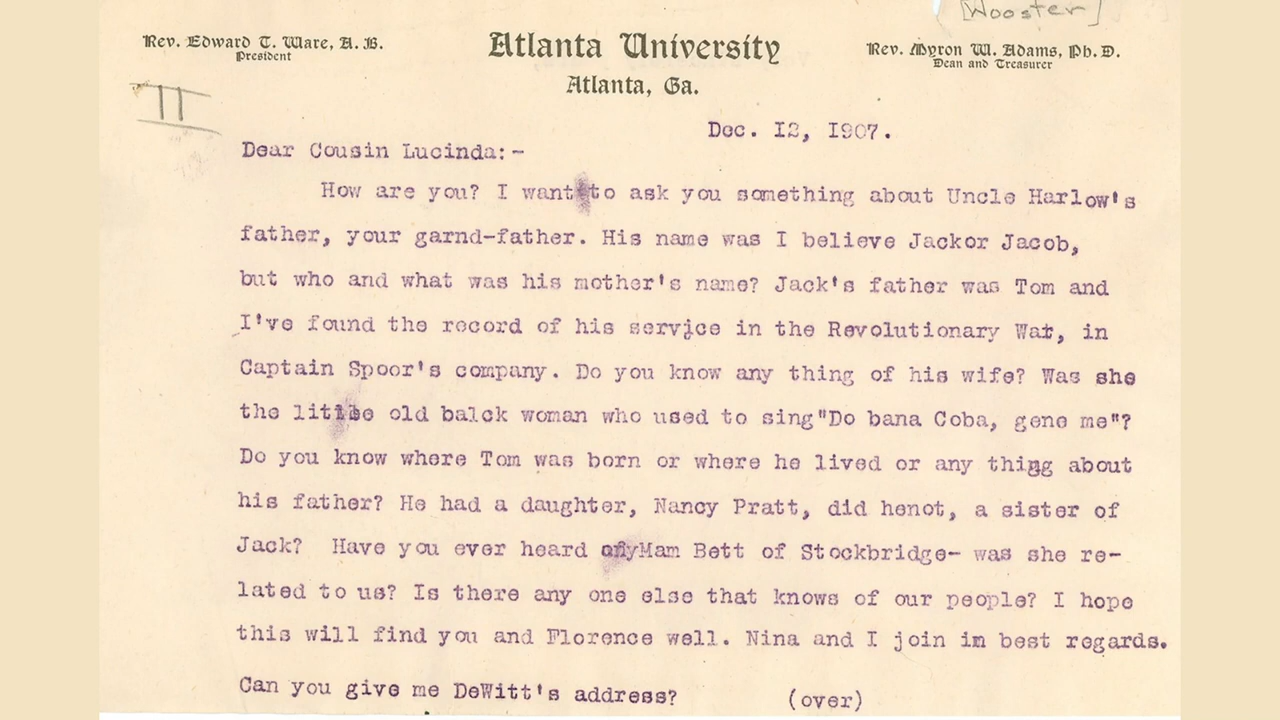 [Wooster]
Rev. Edward T. Ware, A. B.
President
Atlanta University
Atlanta, Ga.
Rev. Myron W. Adams, Ph. D.
Dean and Treasurer
II
Dec. 12, 1907.
Dear Cousin Lucinda:-
How are you? I want to ask you something about Uncle Harlow's
father, your garnd-father. His name was I believe Jackor Jacob,
but who and what was his mother's name? Jack's father was Tom and
I've found the record of his service in the Revolutionary War, in
Captain Spoor's company. Do you know any thing of his wife? Was she
the little old balck woman who used to sing"Do bana Coba, gene me"?
Do you know where Tom was born or where he lived or any thing about
his father? He had a daughter, Nancy Pratt, did henot, a sister of
Jack? Have you ever heard of Mam Bett of Stockbridge- was she re-
lated to us? Is there any one else that knows of our people? I hope
this will find you and Florence well. Nina and I join in best regards.
Can you give me DeWitt's address? (over)